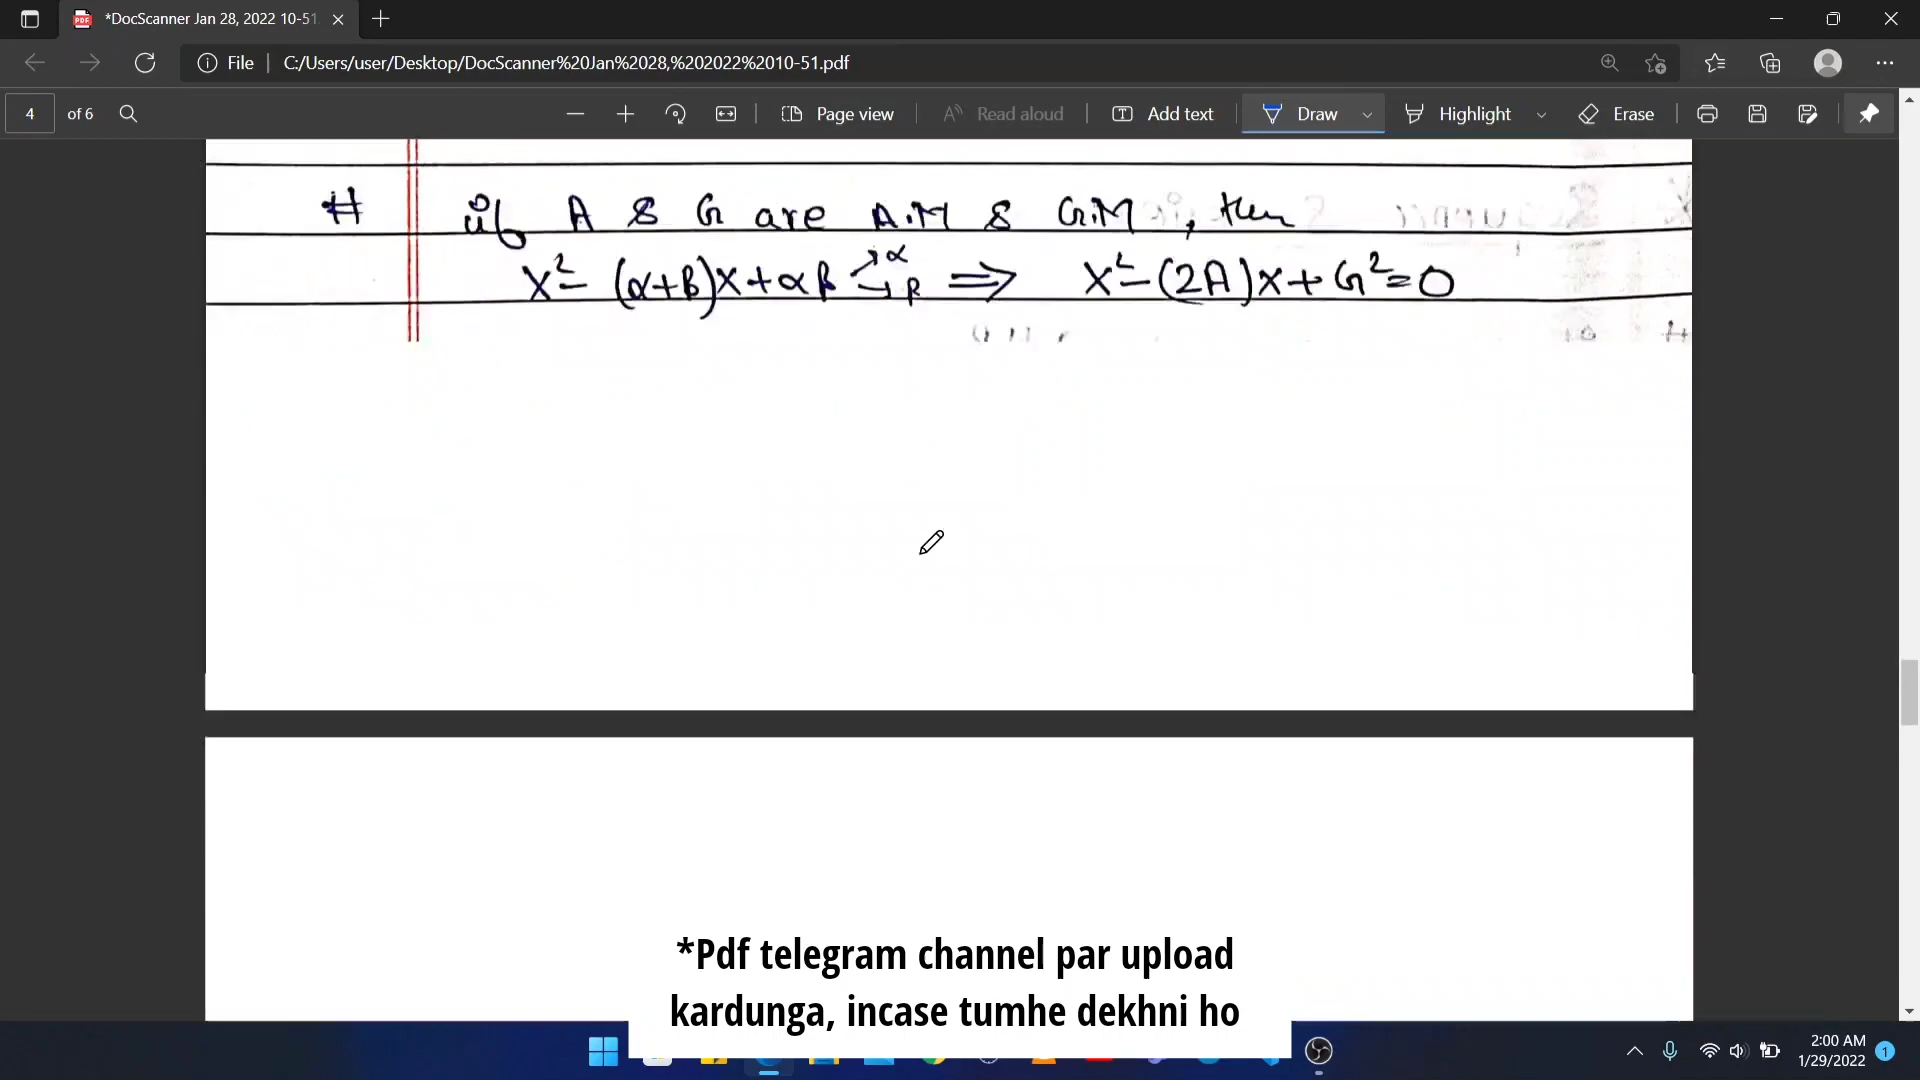 *DocScanner Jan 28, 2022 10-51.
File C:/Users/user/Desktop/DocScanner%20Jan%2028,%202022%2010-51.pdf
4 of 6 Page view Read aloud Add text Draw Highlight Erase
# if A & G are A.M & G.M, then
x² - (α+β)x + αβ α β ⇒ x² - (2A)x + G² = 0
*Pdf telegram channel par upload
kardunga, incase tumhe dekhni ho
2:00 AM
1/29/2022
1